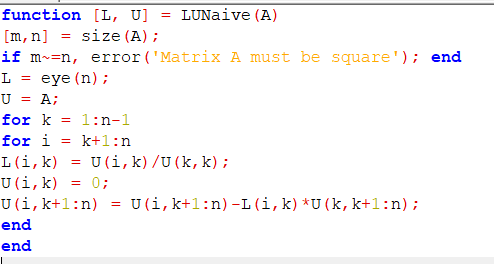 function [L, U] = LUNaive(A)
[m,n] = size(A);
if m~=n, error('Matrix A must be square'); end
L = eye(n);
U = A;
for k = 1:n-1
for i = k+1:n
L(i,k) = U(i,k)/U(k,k);
U(i,k) = 0;
U(i,k+1:n) = U(i,k+1:n)-L(i,k)*U(k,k+1:n);
end
end